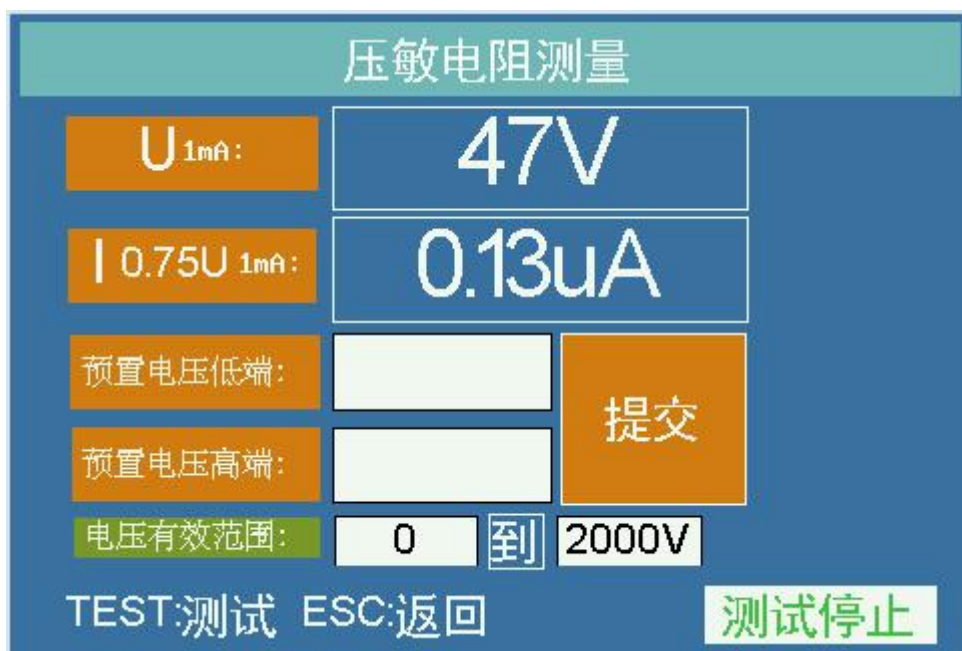 压敏电阻测量
U 1mA: 47V
I 0.75U 1mA: 0.13uA
预置电压低端:
提交
预置电压高端:
电压有效范围: 0 到 2000V
TEST:测试 ESC:返回 测试停止